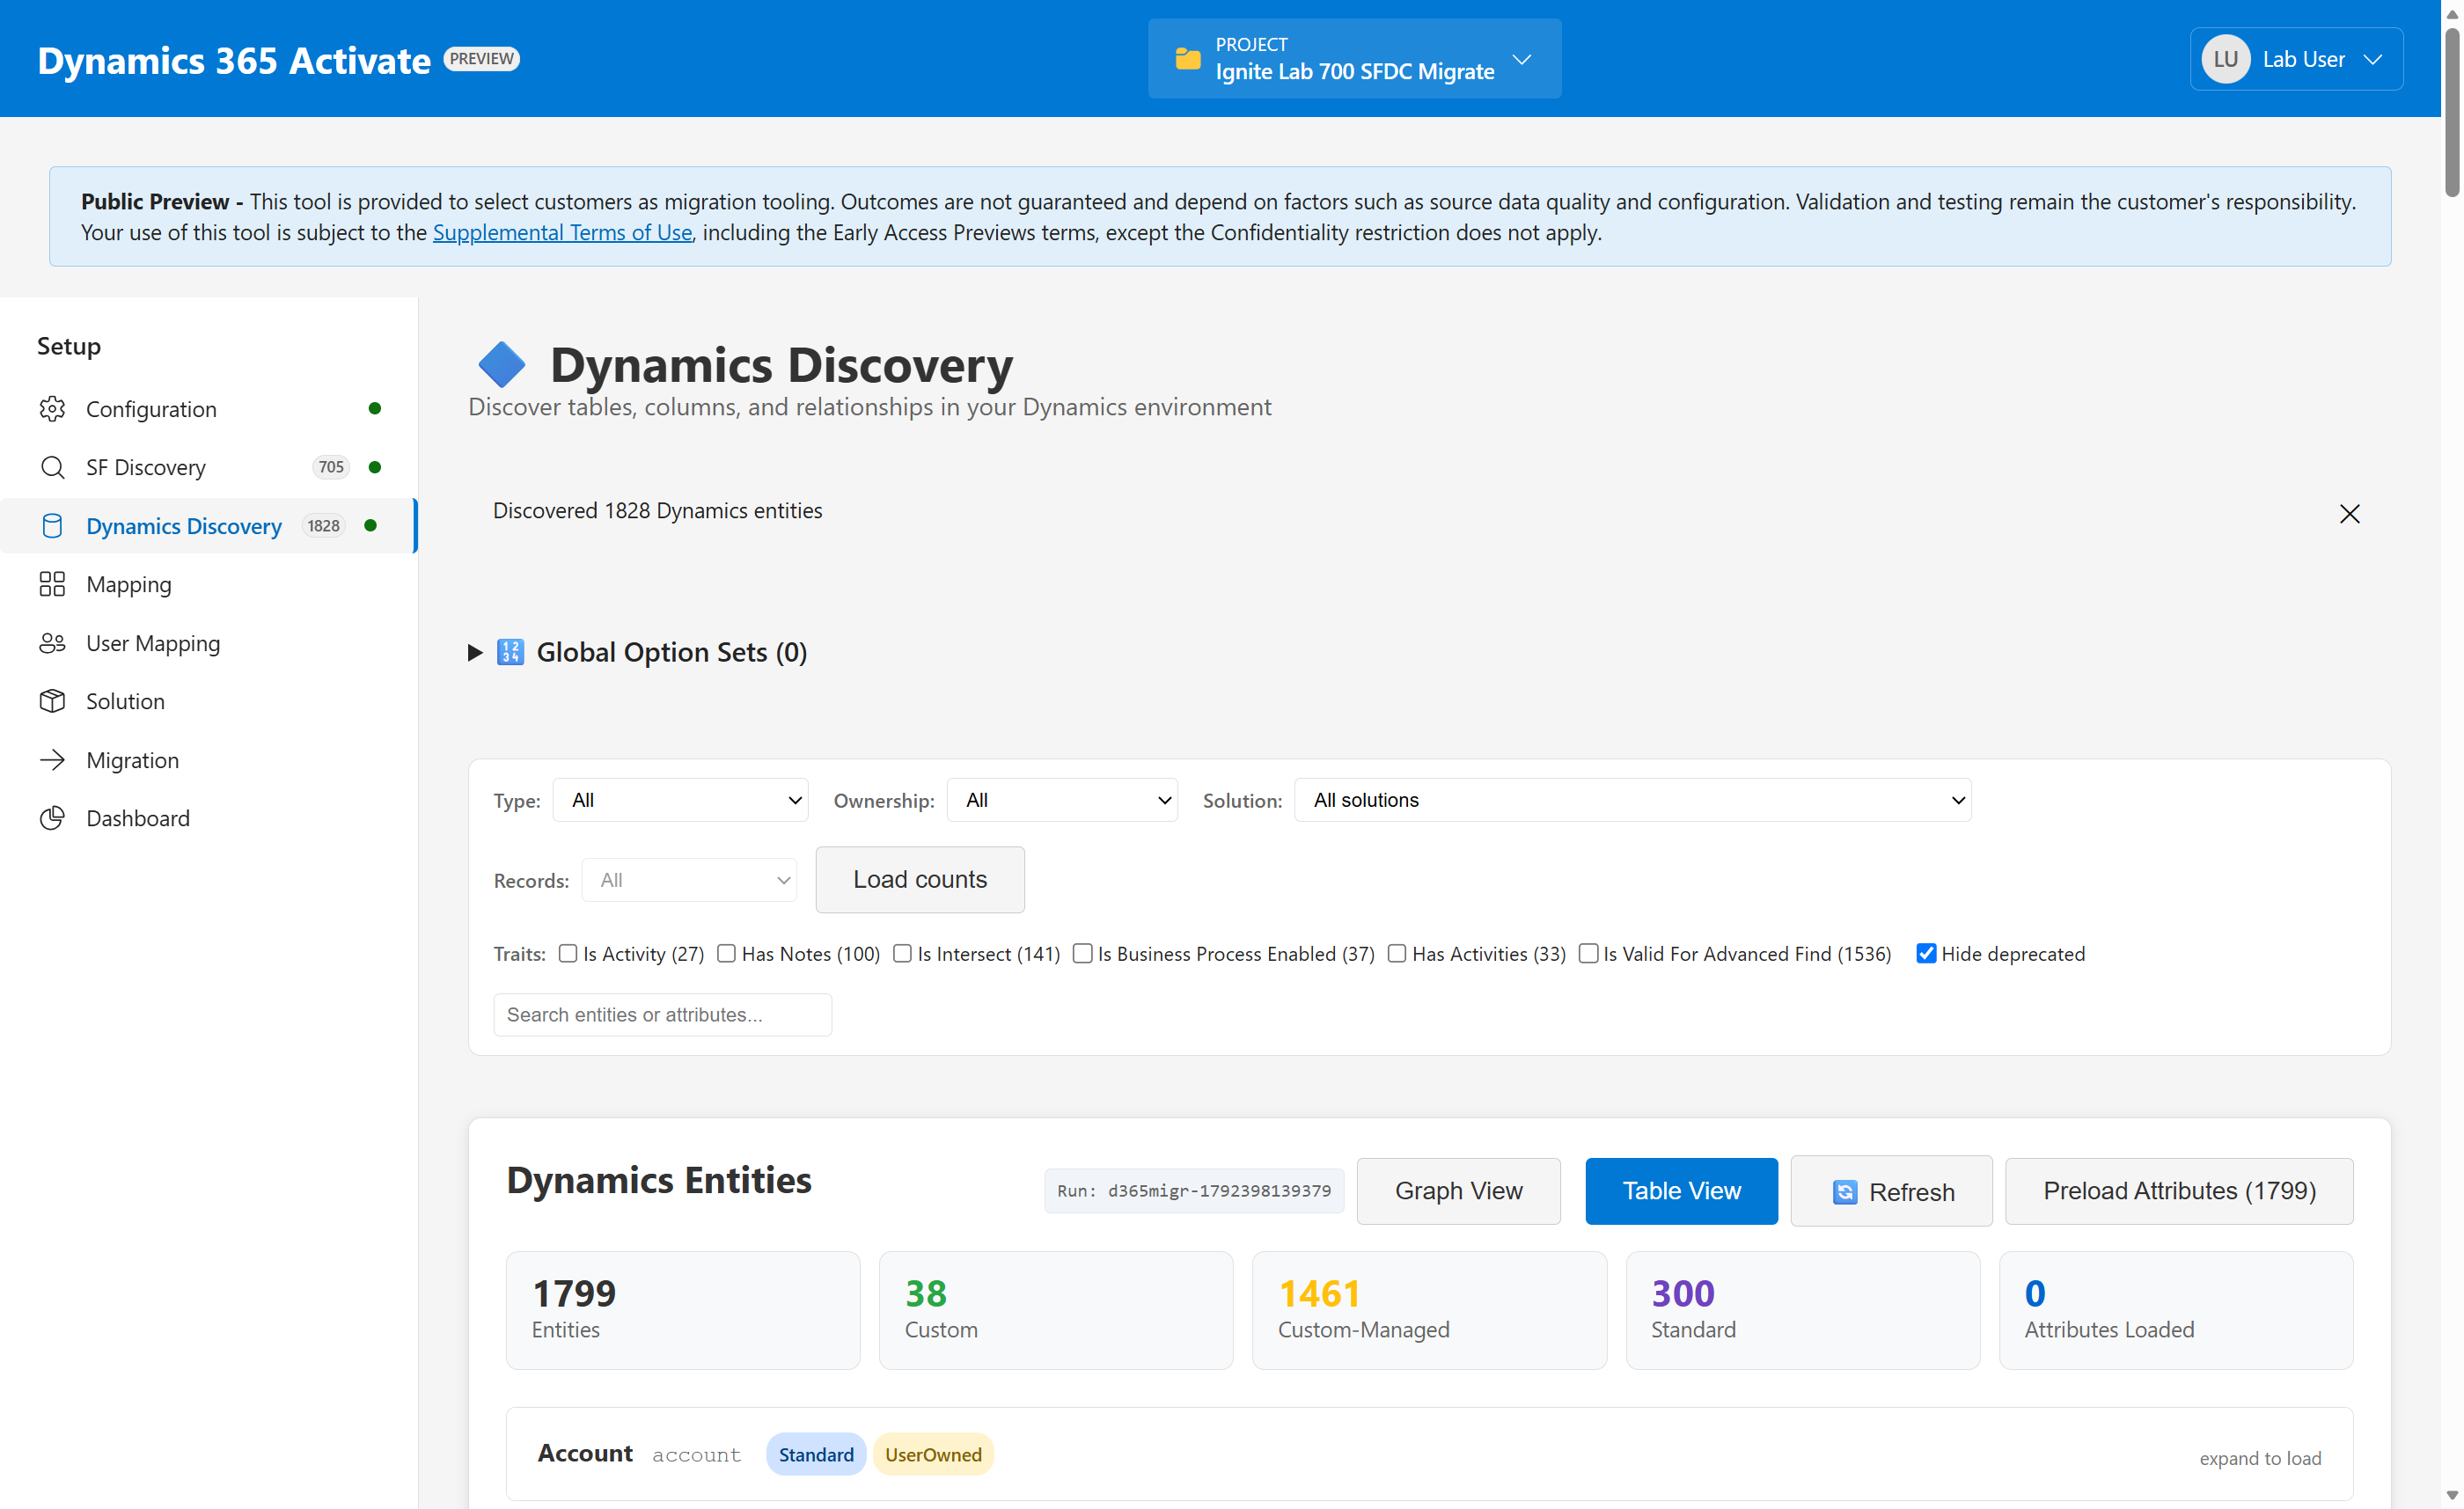 Dynamics 365 Activate PREVIEW
PROJECT
Ignite Lab 700 SFDC Migrate
LU Lab User
Public Preview - This tool is provided to select customers as migration tooling. Outcomes are not guaranteed and depend on factors such as source data quality and configuration. Validation and testing remain the customer's responsibility.
Your use of this tool is subject to the Supplemental Terms of Use, including the Early Access Previews terms, except the Confidentiality restriction does not apply.
Setup
Configuration
SF Discovery 705
Dynamics Discovery 1828
Mapping
User Mapping
Solution
Migration
Dashboard
Dynamics Discovery
Discover tables, columns, and relationships in your Dynamics environment
Discovered 1828 Dynamics entities
Global Option Sets (0)
Type: All Ownership: All Solution: All solutions
Records: All Load counts
Traits: Is Activity (27) Has Notes (100) Is Intersect (141) Is Business Process Enabled (37) Has Activities (33) Is Valid For Advanced Find (1536) Hide deprecated
Search entities or attributes...
Dynamics Entities Run: d365migr-1792398139379 Graph View Table View Refresh Preload Attributes (1799)
1799 38 1461 300 0
Entities Custom Custom-Managed Standard Attributes Loaded
Account account Standard UserOwned expand to load